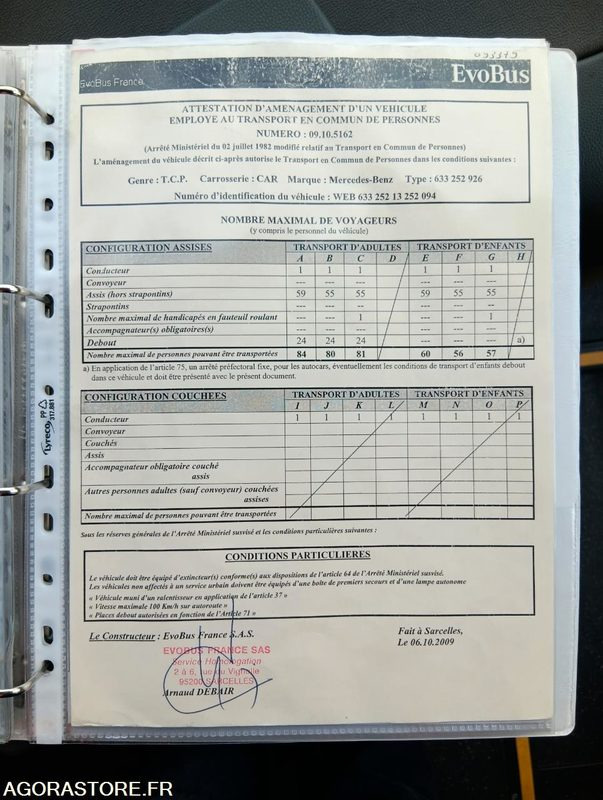 053375
EvoBus France
EvoBus
ATTESTATION D'AMENAGEMENT D'UN VEHICULE
EMPLOYE AU TRANSPORT EN COMMUN DE PERSONNES
NUMERO : 09.10.5162
(Arrêté Ministériel du 02 juillet 1982 modifié relatif au Transport en Commun de Personnes)
L'aménagement du véhicule décrit ci-après autorise le Transport en Commun de Personnes dans les conditions suivantes :
Genre : T.C.P. Carrosserie : CAR Marque : Mercedes-Benz Type : 633 252 926
Numéro d'identification du véhicule : WEB 633 252 13 252 094
NOMBRE MAXIMAL DE VOYAGEURS
(y compris le personnel du véhicule)
CONFIGURATION ASSISES TRANSPORT D'ADULTES TRANSPORT D'ENFANTS
A B C D E F G H
Conducteur 1 1 1 1 1 1
Convoyeur --- --- --- --- --- ---
Assis (hors strapontins) 59 55 55 59 55 55
Strapontins --- --- -- --- --- --
Nombre maximal de handicapés en fauteuil roulant --- --- 1 --- --- 1
Accompagnateur(s) obligatoires(s) --- --- --- --- --- ---
Debout 24 24 24 a)
Nombre maximal de personnes pouvant être transportées 84 80 81 60 56 57
a) En application de l'article 75, un arrêté préfectoral fixe, pour les autocars, éventuellement les conditions de transport d'enfants debout
dans ce véhicule et doit être présenté avec le présent document.
CONFIGURATION COUCHEES TRANSPORT D'ADULTES TRANSPORT D'ENFANTS
I J K L M N O P
Conducteur 1 1 1 1 1 1 1 1
Convoyeur
Couchés
Assis
Accompagnateur obligatoire couché
assis
Autres personnes adultes (sauf convoyeur) couchées
assises
Nombre maximal de personnes pouvant être transportées
Sous les réserves générales de l'Arrêté Ministériel susvisé et les conditions particulières suivantes :
CONDITIONS PARTICULIERES
Le véhicule doit être équipé d'extincteur(s) conforme(s) aux dispositions de l'article 64 de l'Arrêté Ministériel susvisé.
Les véhicules non affectés à un service urbain doivent être équipés d'une boîte de premiers secours et d'une lampe autonome
« Véhicule muni d'un ralentisseur en application de l'article 37 »
« Vitesse maximale 100 Km/h sur autoroute »
« Places debout autorisées en fonction de l'Article 71 »
Le Constructeur : EvoBus France S.A.S.
Fait à Sarcelles,
Le 06.10.2009
EVOBUS FRANCE SAS
Service Homologation
2 à 6, rue du Vignolle
95200 SARCELLES
Arnaud DEBAIR
Lyreco PP 317.881
AGORASTORE.FR